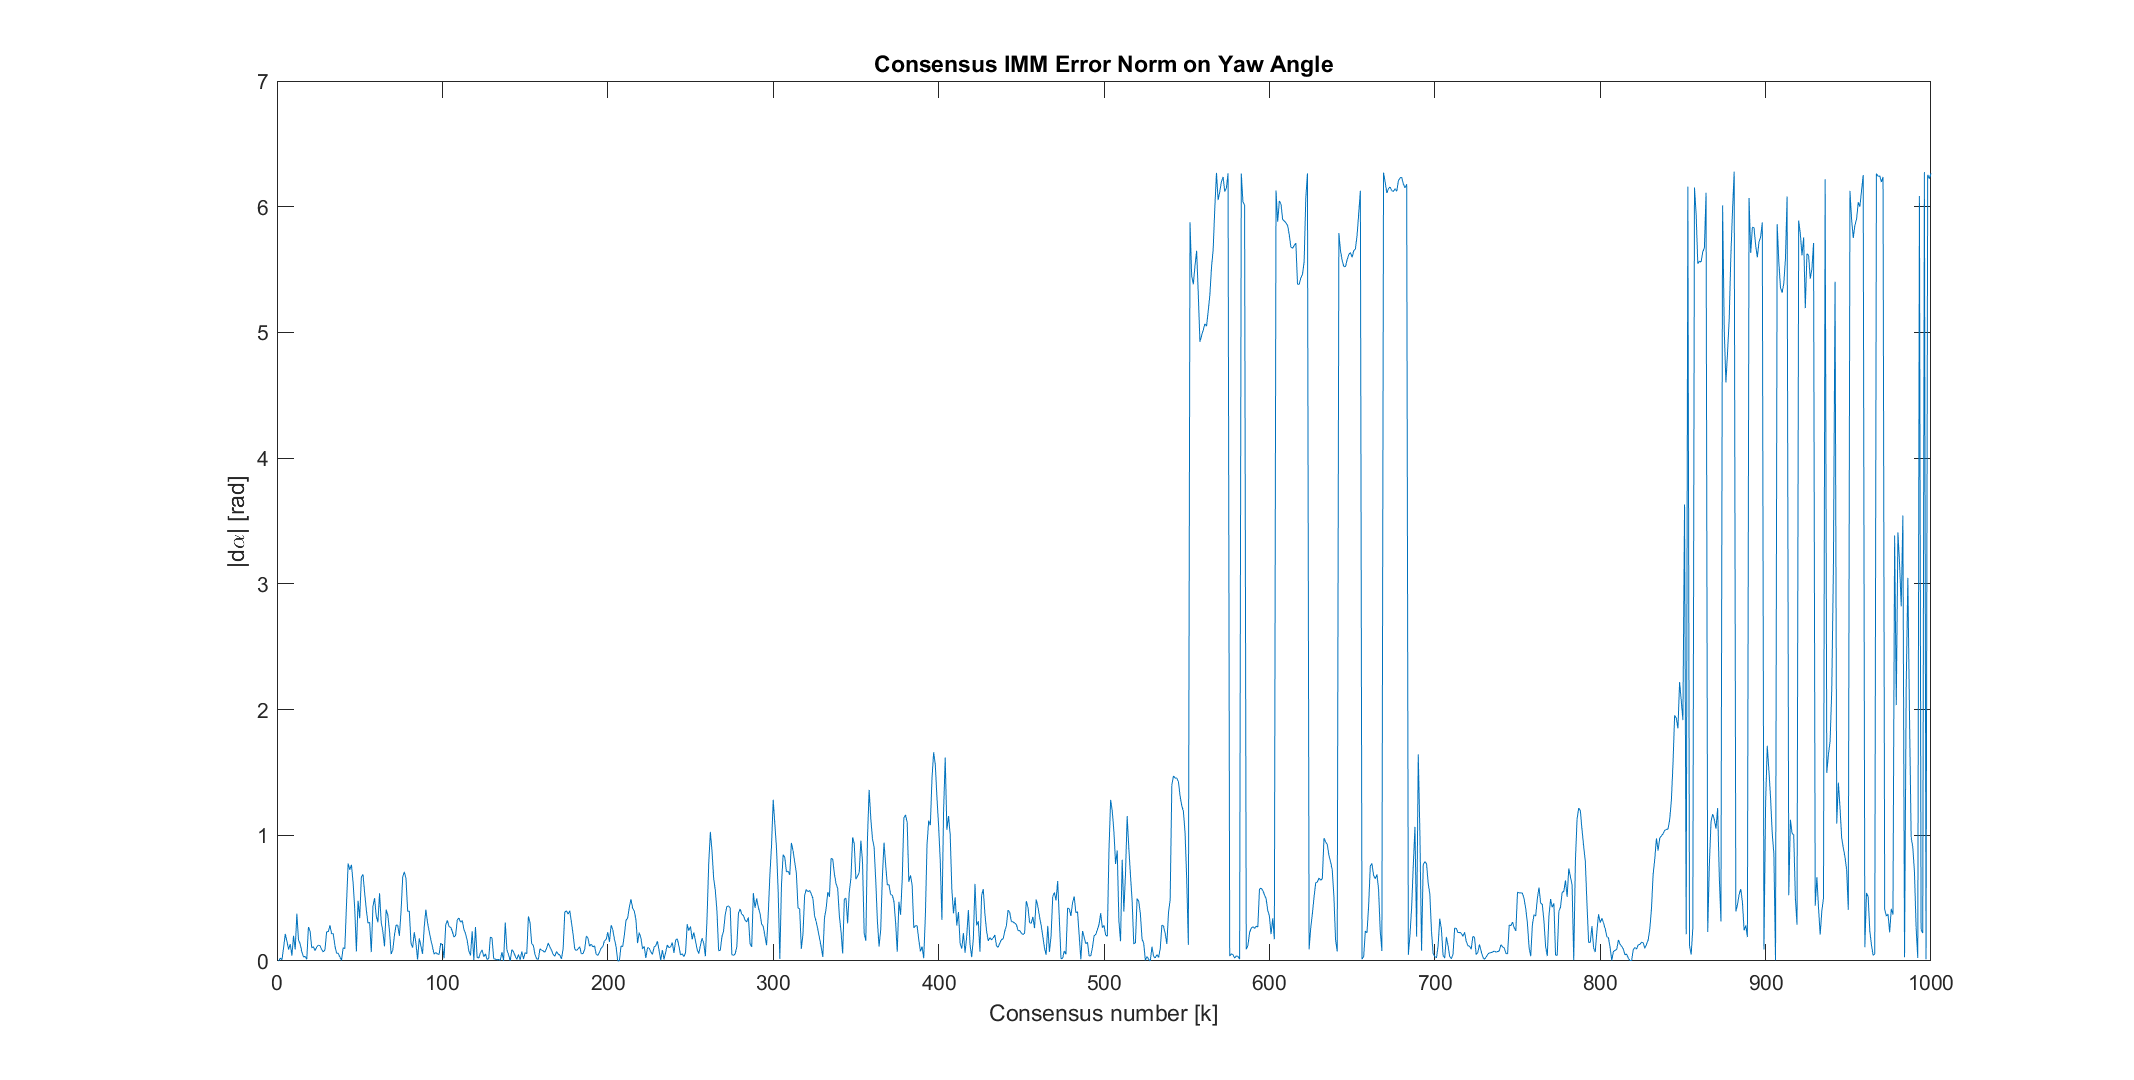 Consensus IMM Error Norm on Yaw Angle
7
6
5
4
3
2
1
0
|dα| [rad]
0 100 200 300 400 500 600 700 800 900 1000
Consensus number [k]